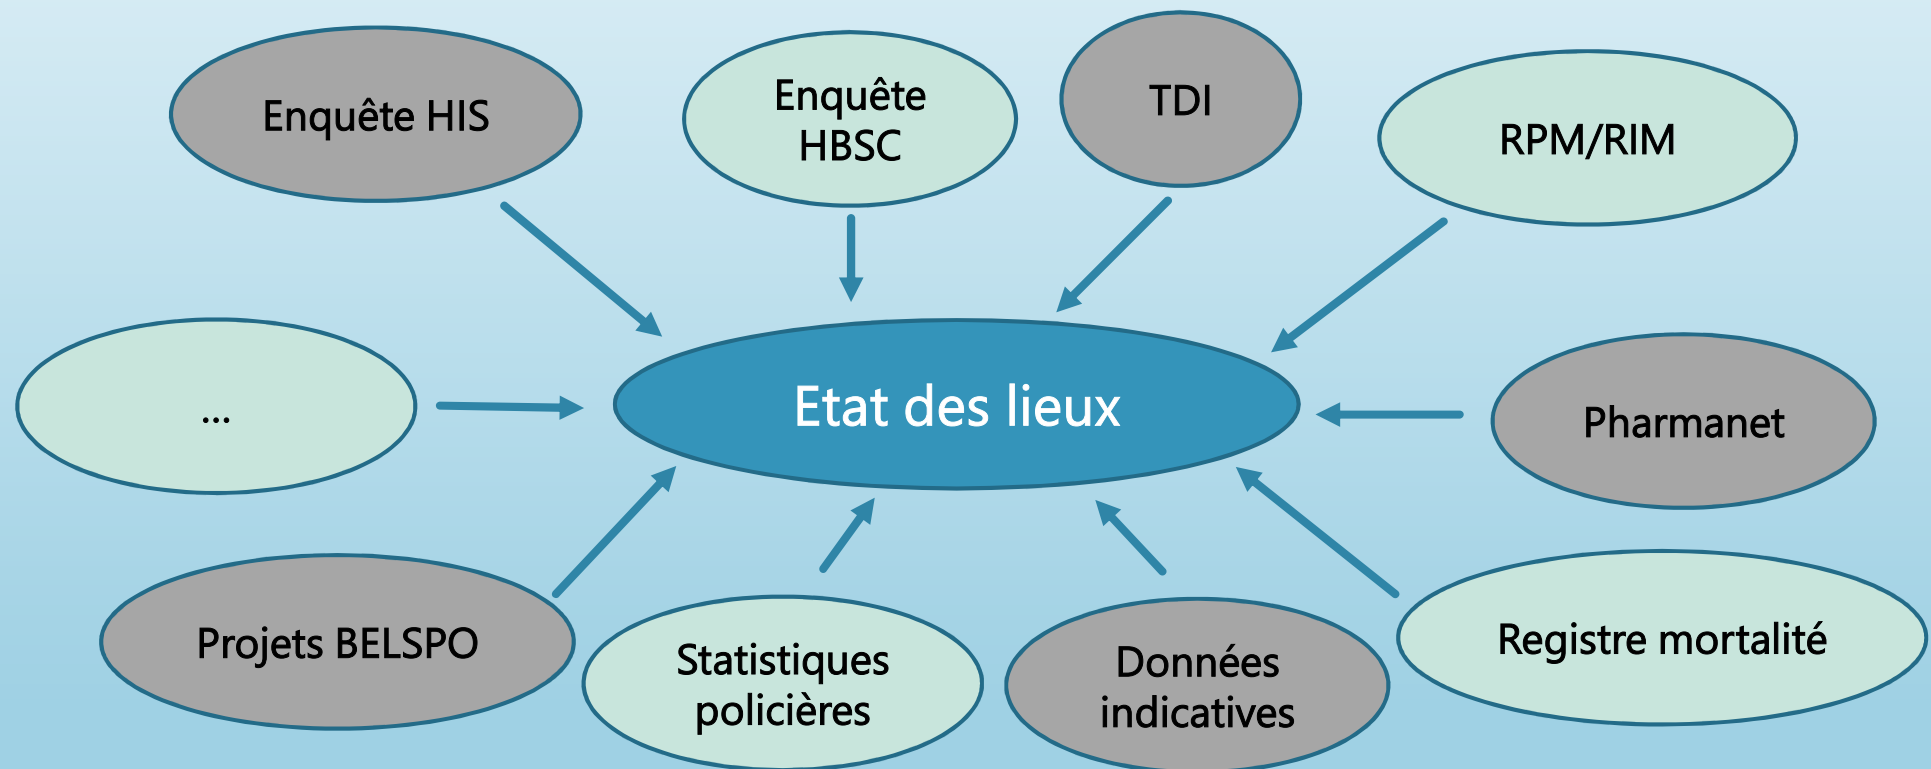 Enquête HIS
Enquête
HBSC
TDI
RPM/RIM
...
Etat des lieux
Pharmanet
Projets BELSPO
Statistiques
policières
Données
indicatives
Registre mortalité